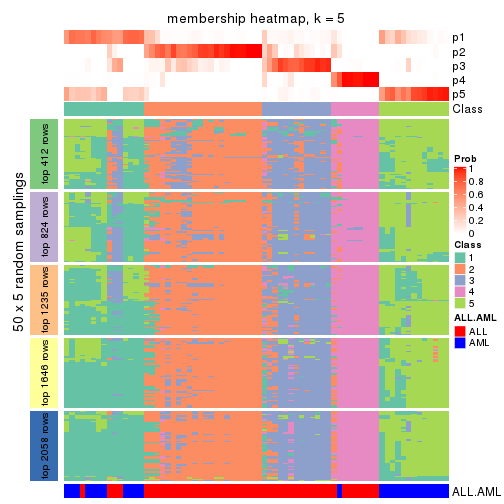 membership heatmap, k = 5
p1
p2
p3
p4
p5
Class
50 x 5 random samplings
top 412 rows
top 824 rows
top 1235 rows
top 1646 rows
top 2058 rows
Prob
1
0.8
0.6
0.4
0.2
0
Class
1
2
3
4
5
ALL.AML
ALL
AML
ALL.AML